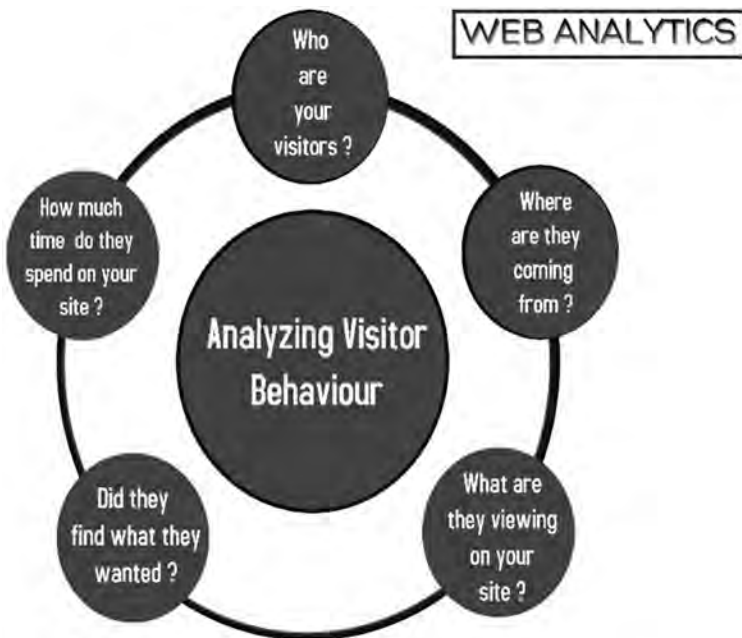 WEB ANALYTICS
Who
are
your
visitors ?
Where
are they
coming
from ?
What are
they viewing
on your
site ?
Did they
find what they
wanted ?
How much
time do they
spend on your
site ?
Analyzing Visitor
Behaviour